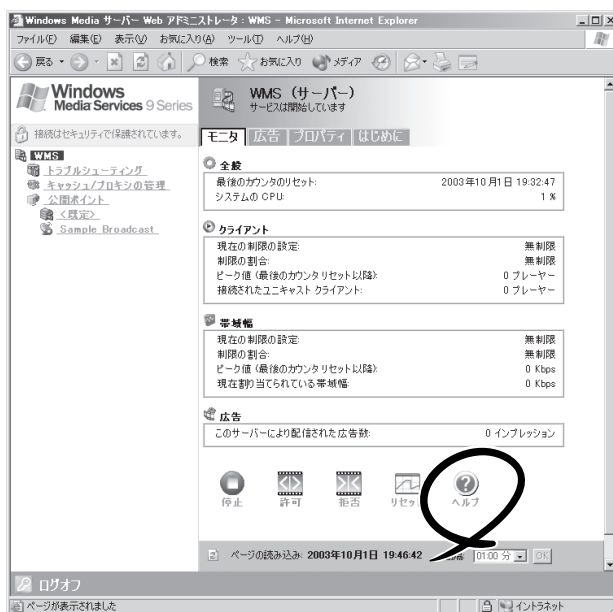 Windows Media サーバー Web アドミニストレータ : WMS - Microsoft Internet Explorer
ファイル(F) 編集(E) 表示(V) お気に入り(A) ツール(T) ヘルプ(H)
戻る 検索 お気に入り メディア
Windows
Media Services 9 Series
WMS (サーバー)
サービスは開始しています
接続はセキュリティで保護されています。
モニタ 広告 プロパティ はじめに
WMS
トラブルシューティング
キャッシュ/プロキシの管理
公開ポイント
<既定>
Sample Broadcast
全般
最後のカウンタのリセット: 2003年10月1日 19:32:47
システムの CPU: 1 %
クライアント
現在の制限の設定: 無制限
制限の割合: 無制限
ピーク値 (最後のカウンタ リセット以降): 0 プレーヤー
接続されたユニキャスト クライアント: 0 プレーヤー
帯域幅
現在の制限の設定: 無制限
制限の割合: 無制限
ピーク値 (最後のカウンタ リセット以降): 0 Kbps
現在割り当てられている帯域幅: 0 Kbps
広告
このサーバーにより配信された広告数: 0 インプレッション
停止 許可 拒否 ヘルプ
ページの読み込み: 2003年10月1日 19:46:42 01:00 分 OK
ログオフ
ページが表示されました イントラネット